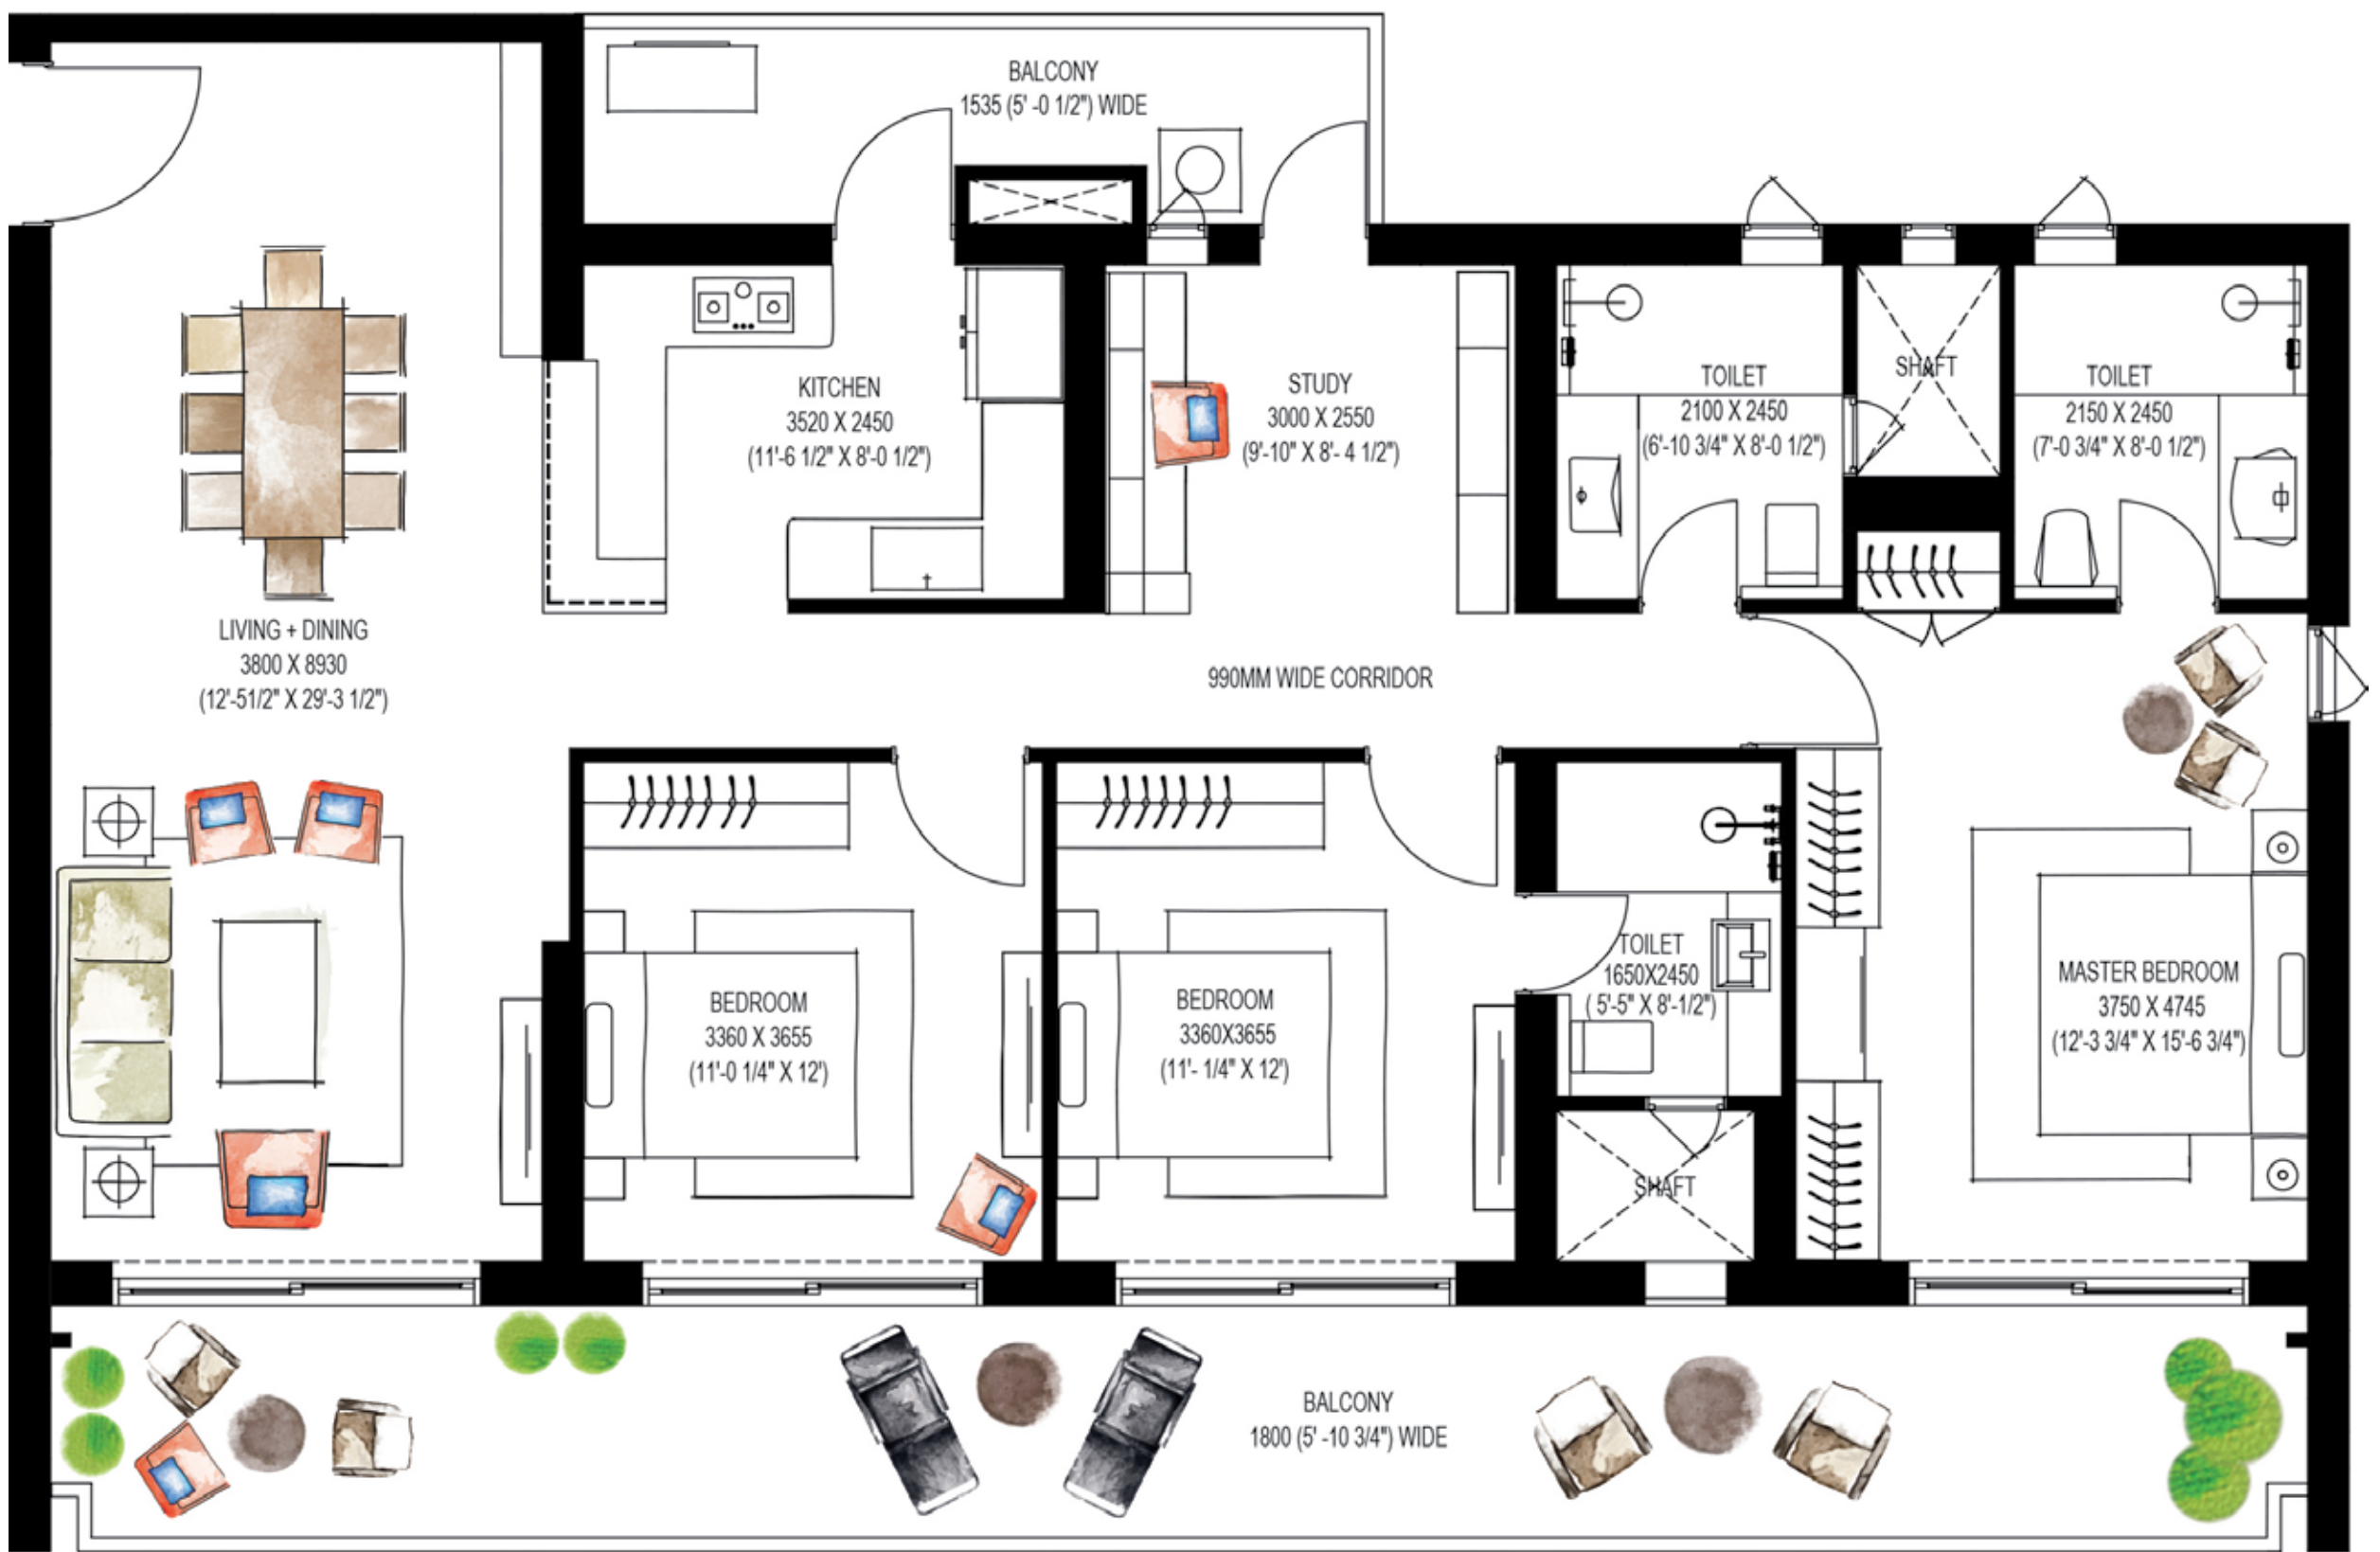 BALCONY
1535 (5' -0 1/2") WIDE
KITCHEN
3520 X 2450
(11'-6 1/2" X 8'-0 1/2")
STUDY
3000 X 2550
(9'-10" X 8'- 4 1/2")
TOILET
2100 X 2450
(6'-10 3/4" X 8'-0 1/2")
SHAFT
TOILET
2150 X 2450
(7'-0 3/4" X 8'-0 1/2")
LIVING + DINING
3800 X 8930
(12'-51/2" X 29'-3 1/2")
990MM WIDE CORRIDOR
BEDROOM
3360 X 3655
(11'-0 1/4" X 12')
BEDROOM
3360X3655
(11'- 1/4" X 12')
TOILET
1650X2450
( 5'-5" X 8'-1/2")
SHAFT
MASTER BEDROOM
3750 X 4745
(12'-3 3/4" X 15'-6 3/4")
BALCONY
1800 (5' -10 3/4") WIDE